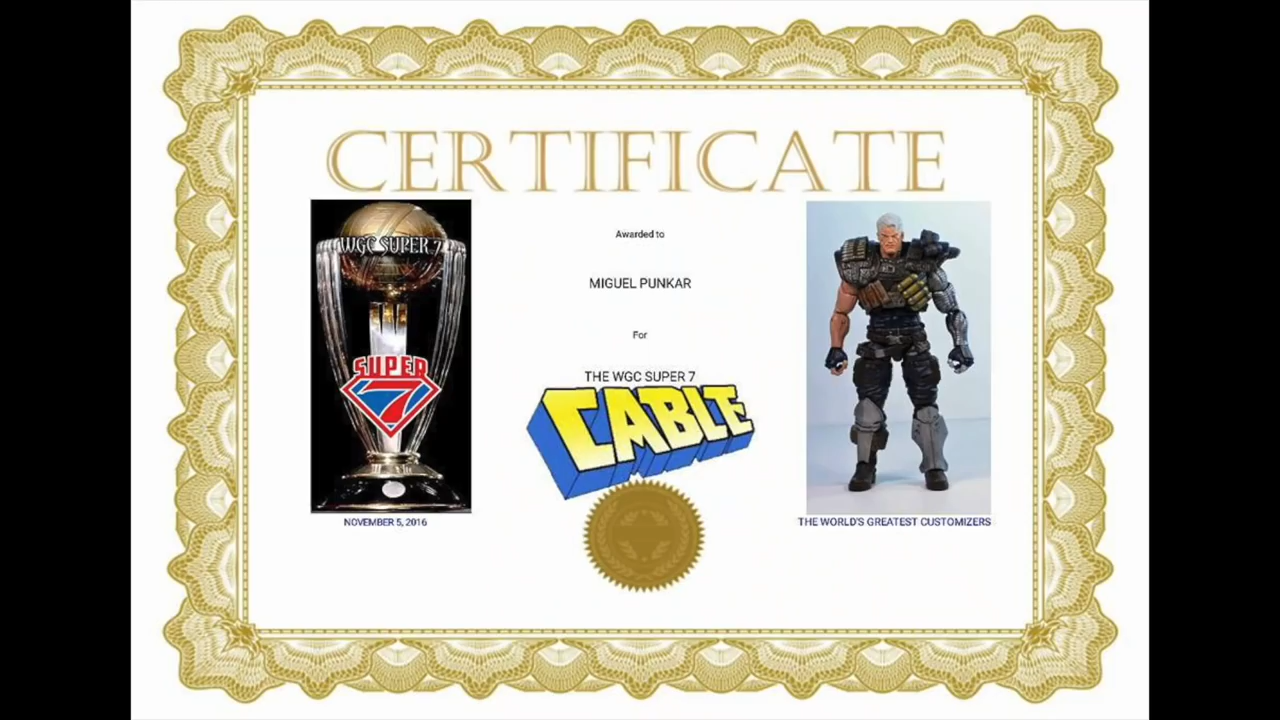 CERTIFICATE
WGC SUPER 7
SUPER
7
NOVEMBER 5, 2016
Awarded to
MIGUEL PUNKAR
For
THE WGC SUPER 7
CABLE
THE WORLD'S GREATEST CUSTOMIZERS